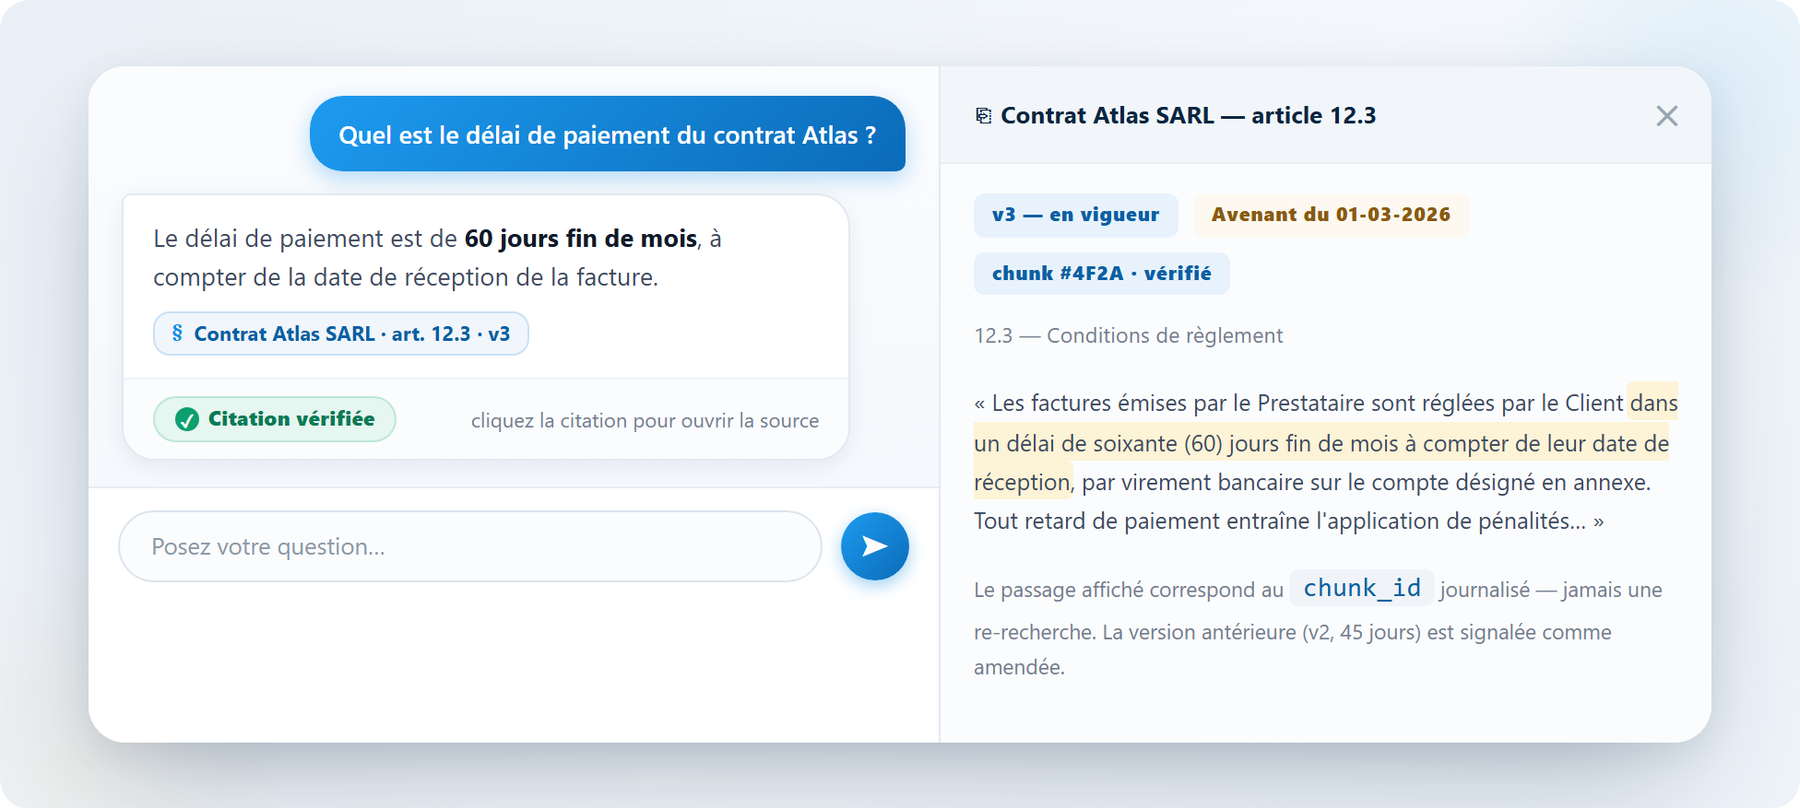 Quel est le délai de paiement du contrat Atlas ?
Le délai de paiement est de 60 jours fin de mois, à
compter de la date de réception de la facture.
§ Contrat Atlas SARL · art. 12.3 · v3
Citation vérifiée
cliquez la citation pour ouvrir la source
Posez votre question...
Contrat Atlas SARL — article 12.3
v3 — en vigueur
Avenant du 01-03-2026
chunk #4F2A · vérifié
12.3 — Conditions de règlement
« Les factures émises par le Prestataire sont réglées par le Client dans
un délai de soixante (60) jours fin de mois à compter de leur date de
réception, par virement bancaire sur le compte désigné en annexe.
Tout retard de paiement entraîne l'application de pénalités... »
Le passage affiché correspond au chunk_id journalisé — jamais une
re-recherche. La version antérieure (v2, 45 jours) est signalée comme
amendée.